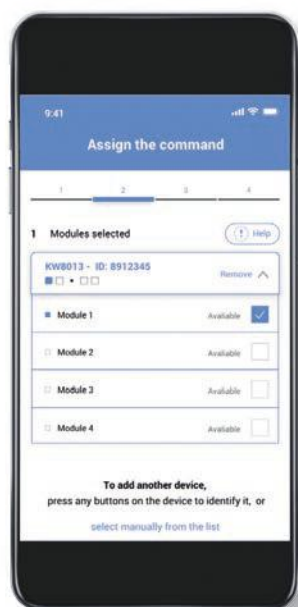 9:41
Assign the command
1 2 3 4
1 Modules selected
Help
KW8013 - ID: 8912345
Remove
Module 1 Available
Module 2 Available
Module 3 Available
Module 4 Available
To add another device,
press any buttons on the device to identify it, or
select manually from the list